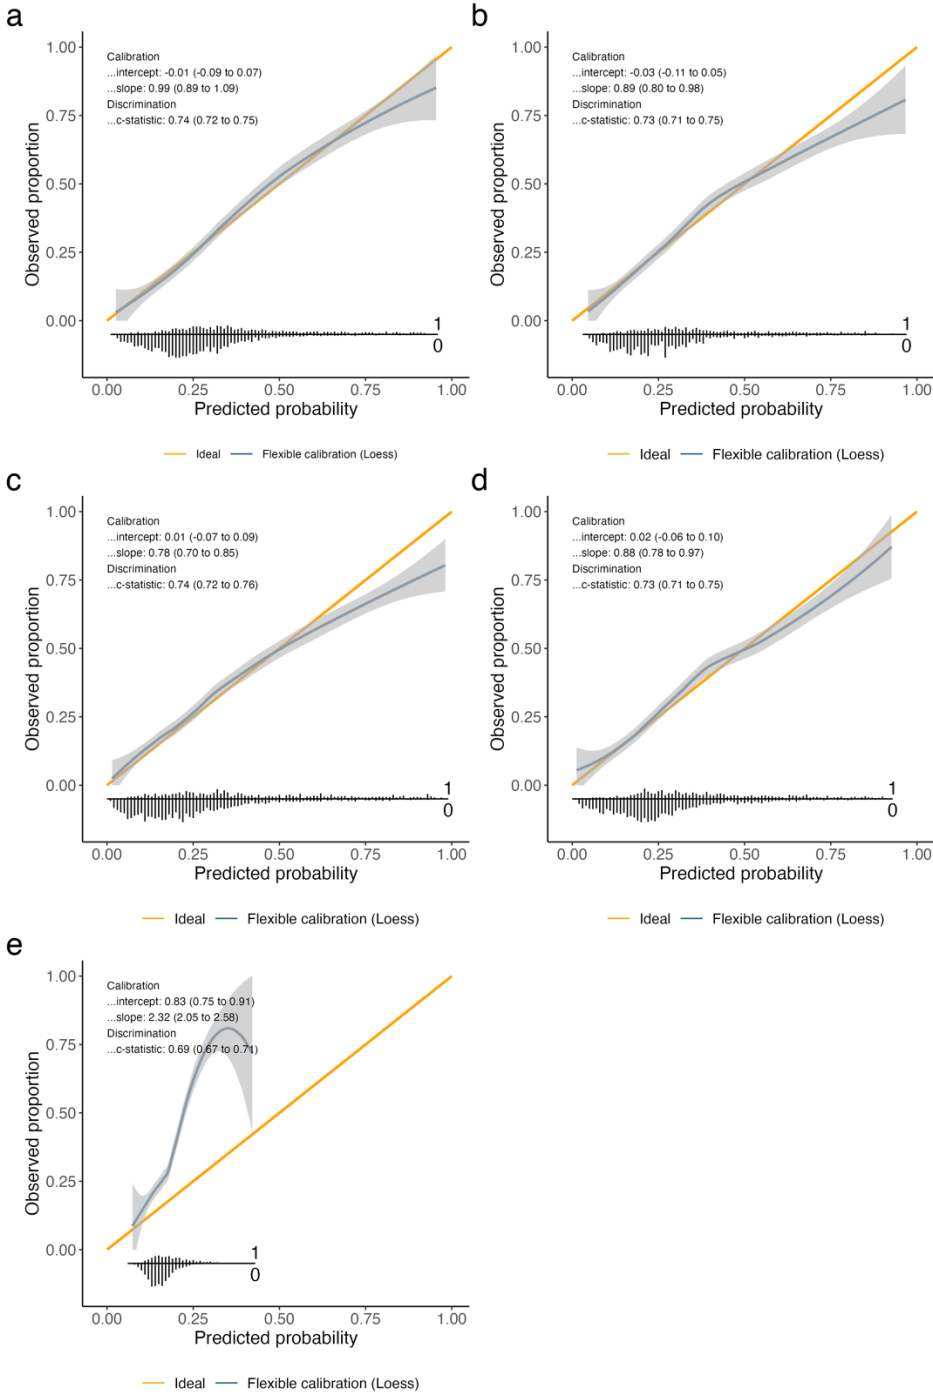 a
1.00
0.75
0.50
0.25
0.00
Observed proportion
Calibration
...intercept: -0.01 (-0.09 to 0.07)
...slope: 0.99 (0.89 to 1.09)
Discrimination
...c-statistic: 0.74 (0.72 to 0.75)
1
0
0.00 0.25 0.50 0.75 1.00
Predicted probability
Ideal Flexible calibration (Loess)
b
1.00
0.75
0.50
0.25
0.00
Observed proportion
Calibration
...intercept: -0.03 (-0.11 to 0.05)
...slope: 0.89 (0.80 to 0.98)
Discrimination
...c-statistic: 0.73 (0.71 to 0.75)
1
0
0.00 0.25 0.50 0.75 1.00
Predicted probability
Ideal Flexible calibration (Loess)
c
1.00
0.75
0.50
0.25
0.00
Observed proportion
Calibration
...intercept: 0.01 (-0.07 to 0.09)
...slope: 0.78 (0.70 to 0.85)
Discrimination
...c-statistic: 0.74 (0.72 to 0.76)
1
0
0.00 0.25 0.50 0.75 1.00
Predicted probability
Ideal Flexible calibration (Loess)
d
1.00
0.75
0.50
0.25
0.00
Observed proportion
Calibration
...intercept: 0.02 (-0.06 to 0.10)
...slope: 0.88 (0.78 to 0.97)
Discrimination
...c-statistic: 0.73 (0.71 to 0.75)
1
0
0.00 0.25 0.50 0.75 1.00
Predicted probability
Ideal Flexible calibration (Loess)
e
1.00
0.75
0.50
0.25
0.00
Observed proportion
Calibration
...intercept: 0.83 (0.75 to 0.91)
...slope: 2.32 (2.05 to 2.58)
Discrimination
...c-statistic: 0.69 (0.67 to 0.71)
1
0
0.00 0.25 0.50 0.75 1.00
Predicted probability
Ideal Flexible calibration (Loess)